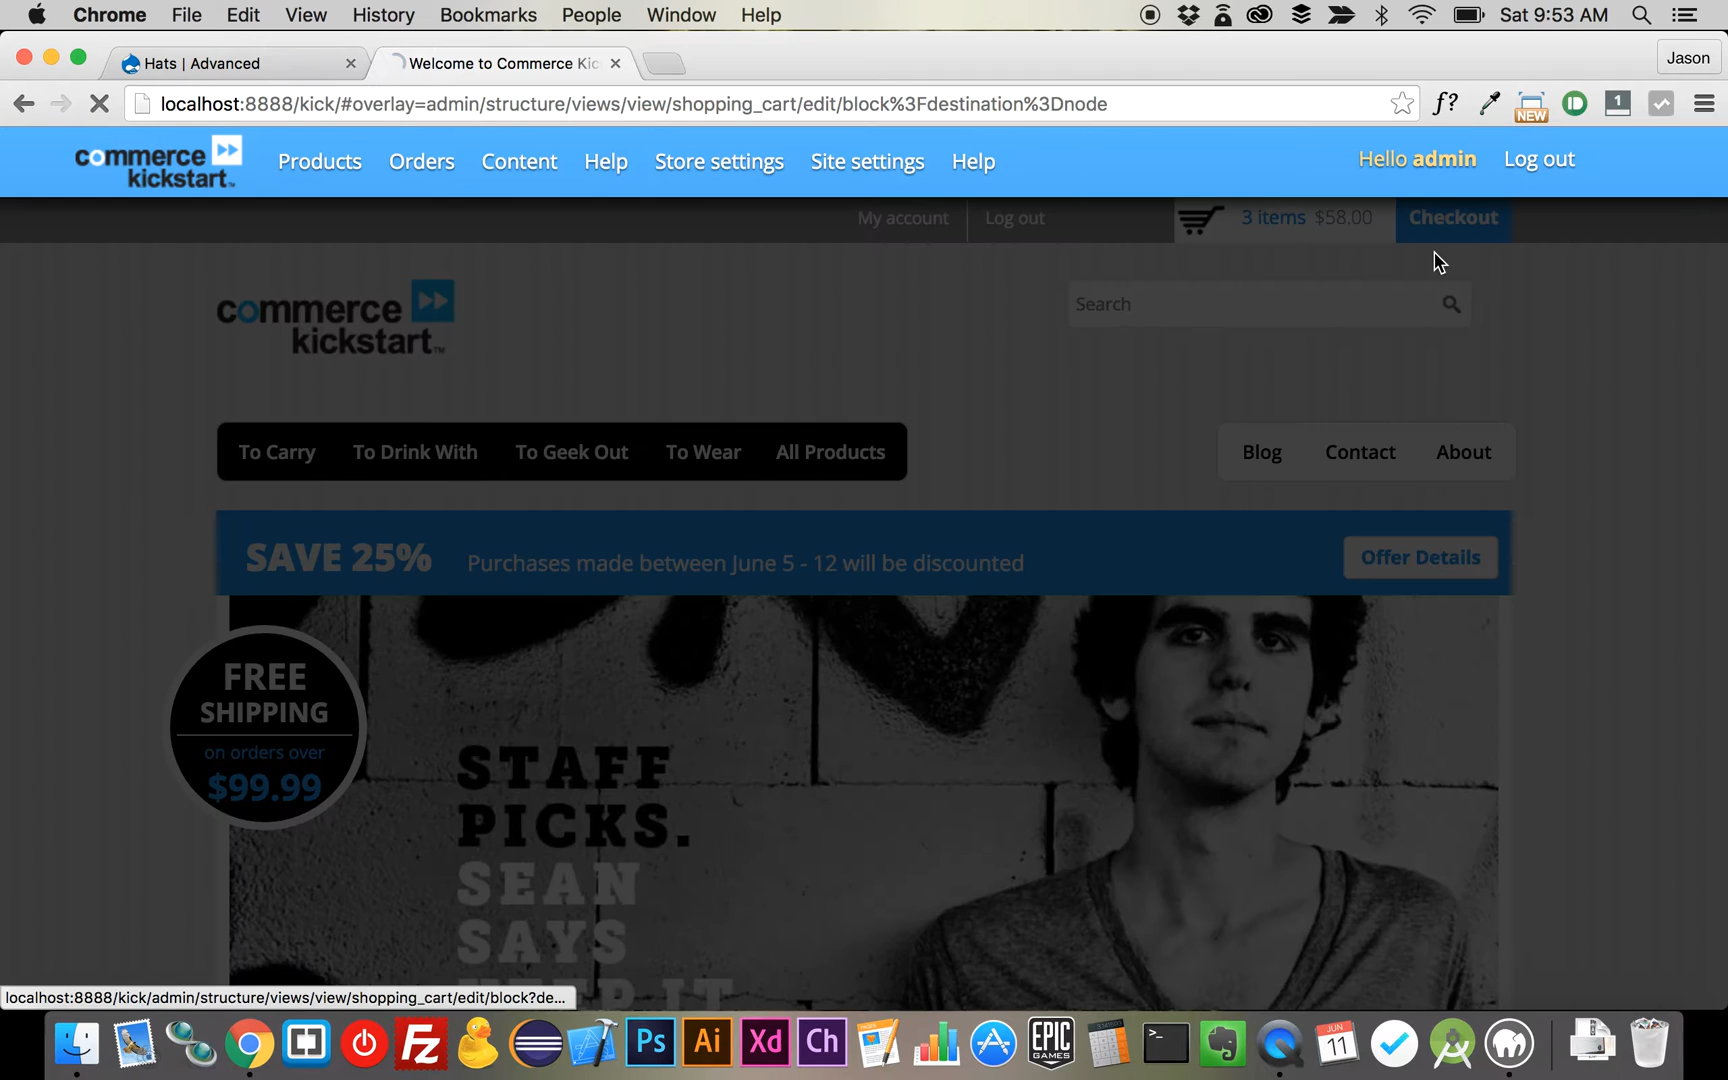 Chrome File Edit View History Bookmarks People Window Help Sat 9:53 AM
Hats | Advanced
Welcome to Commerce Kic
Jason
localhost:8888/kick/#overlay=admin/structure/views/view/shopping_cart/edit/block%3Fdestination%3Dnode
f?
NEW
1
commerce
kickstart™
Products Orders Content Help Store settings Site settings Help
Hello admin Log out
My account Log out 3 items $58.00 Checkout
commerce
kickstart™
Search
To Carry To Drink With To Geek Out To Wear All Products
Blog Contact About
SAVE 25% Purchases made between June 5 - 12 will be discounted Offer Details
FREE
SHIPPING
on orders over
$99.99
STAFF
PICKS.
SEAN
SAYS
localhost:8888/kick/admin/structure/views/view/shopping_cart/edit/block?de...
Fz
Ps
Ai
Xd
Ch
EPIC
GAMES
JUN
11